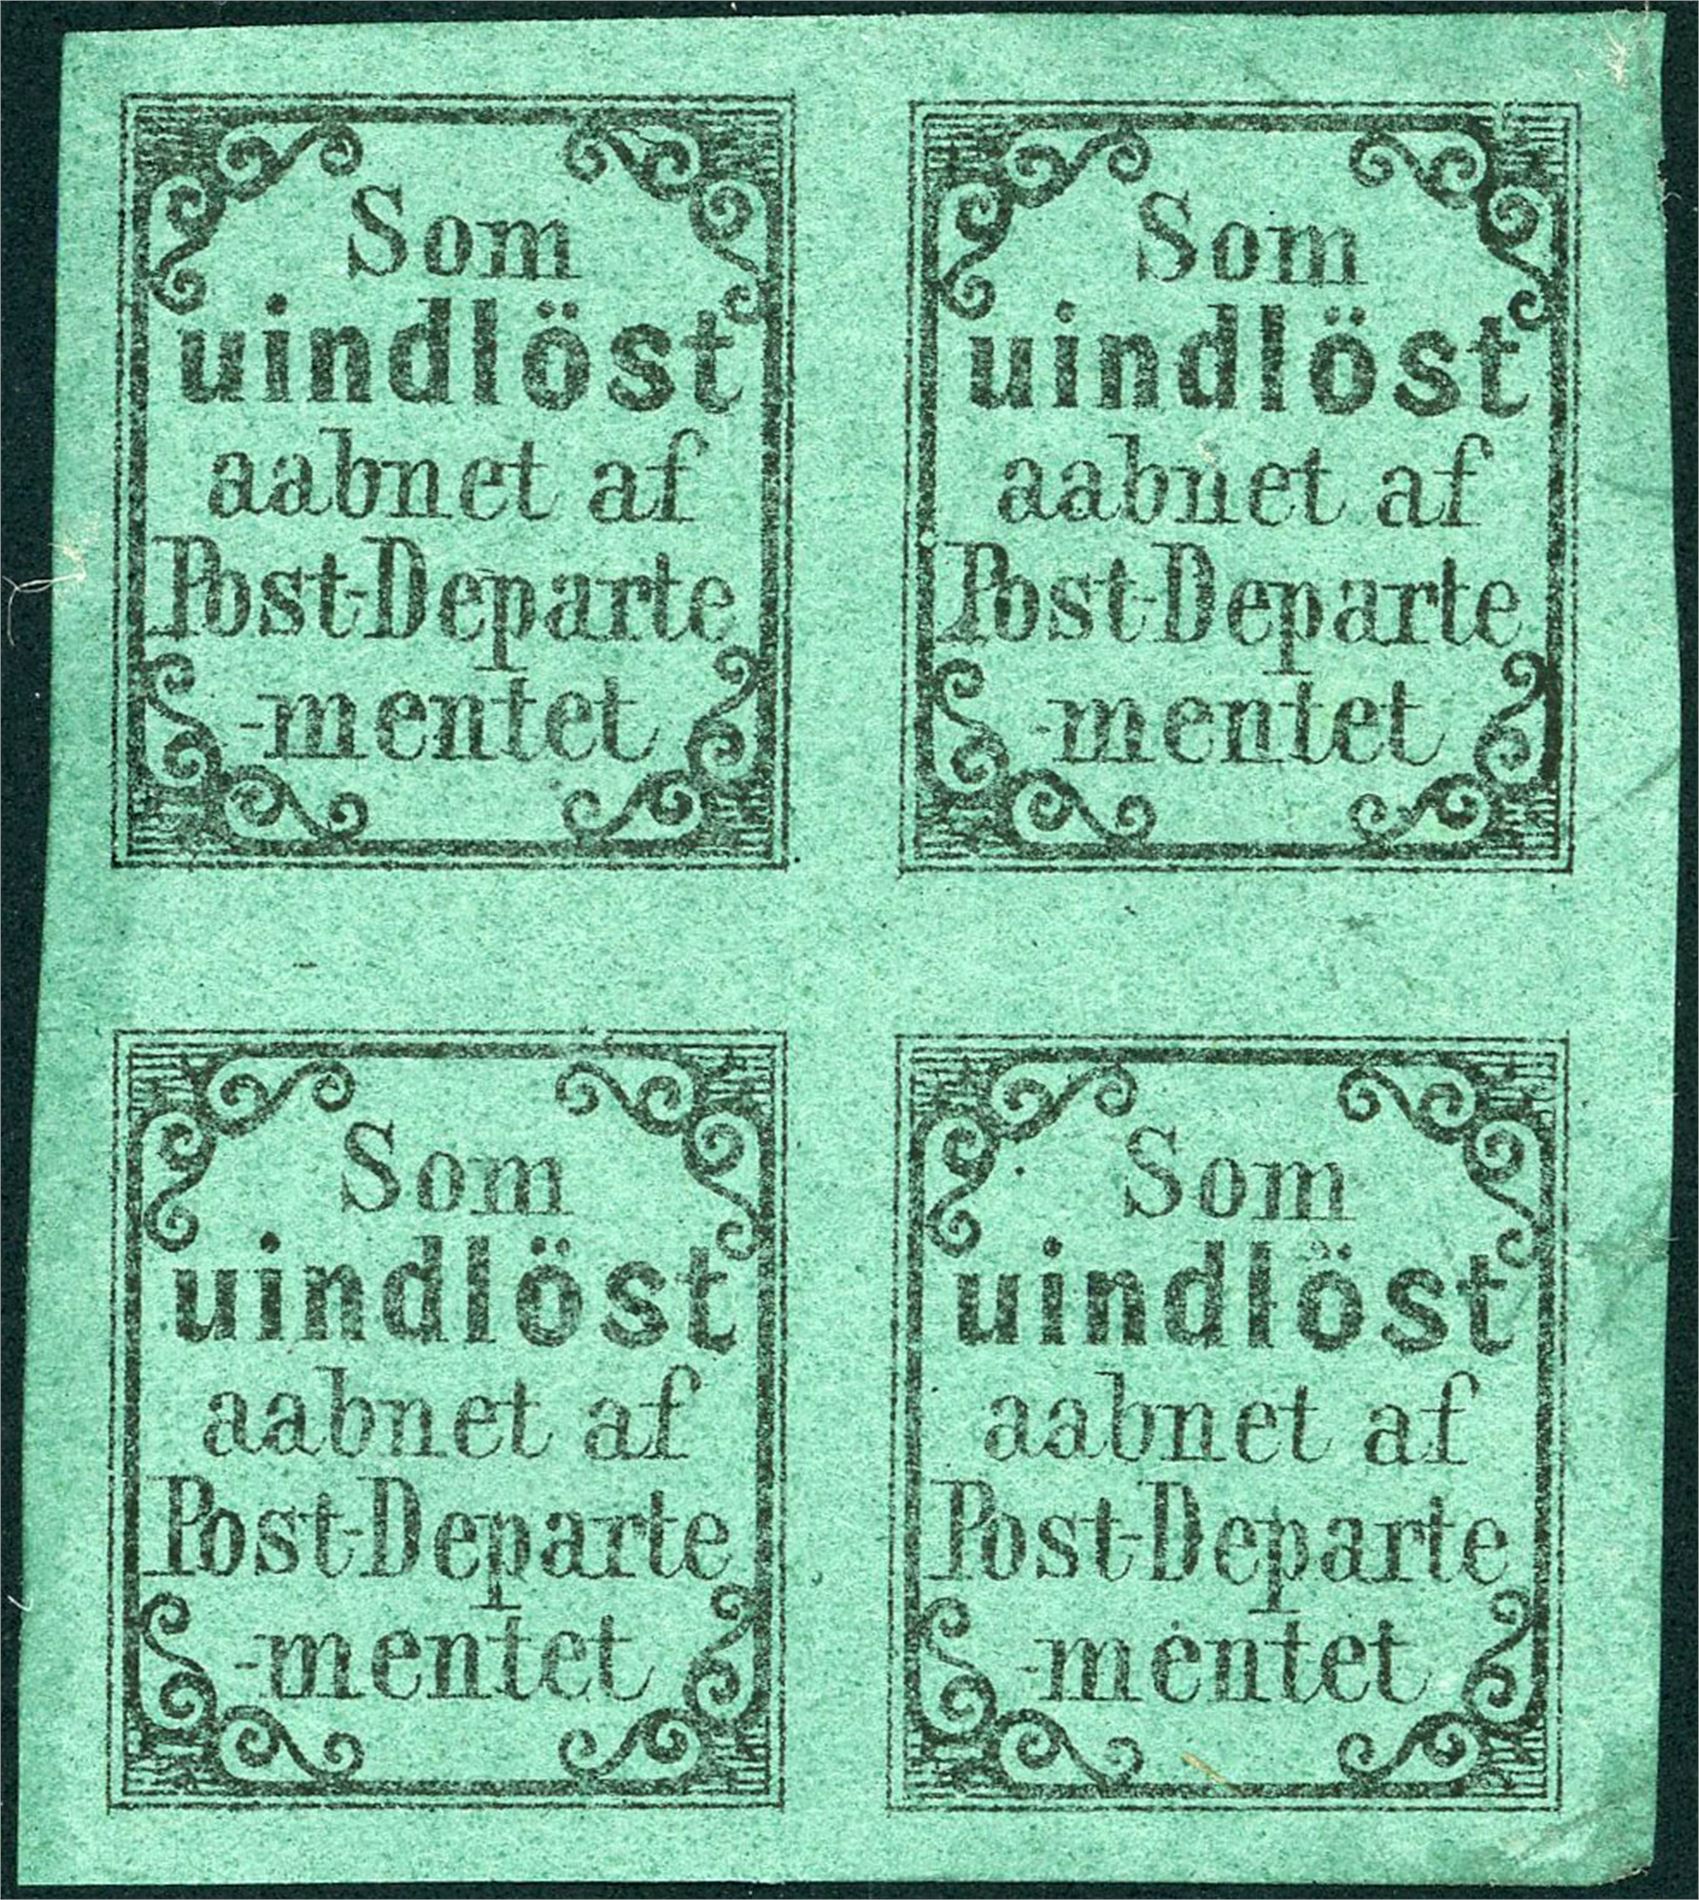 Som
uindlöst
aabnet af
Post-Departe
-mentet
Som
uindlöst
aabnet af
Post-Departe
-mentet
Som
uindlöst
aabnet af
Post-Departe
-mentet
Som
uindlöst
aabnet af
Post-Departe
-mentet